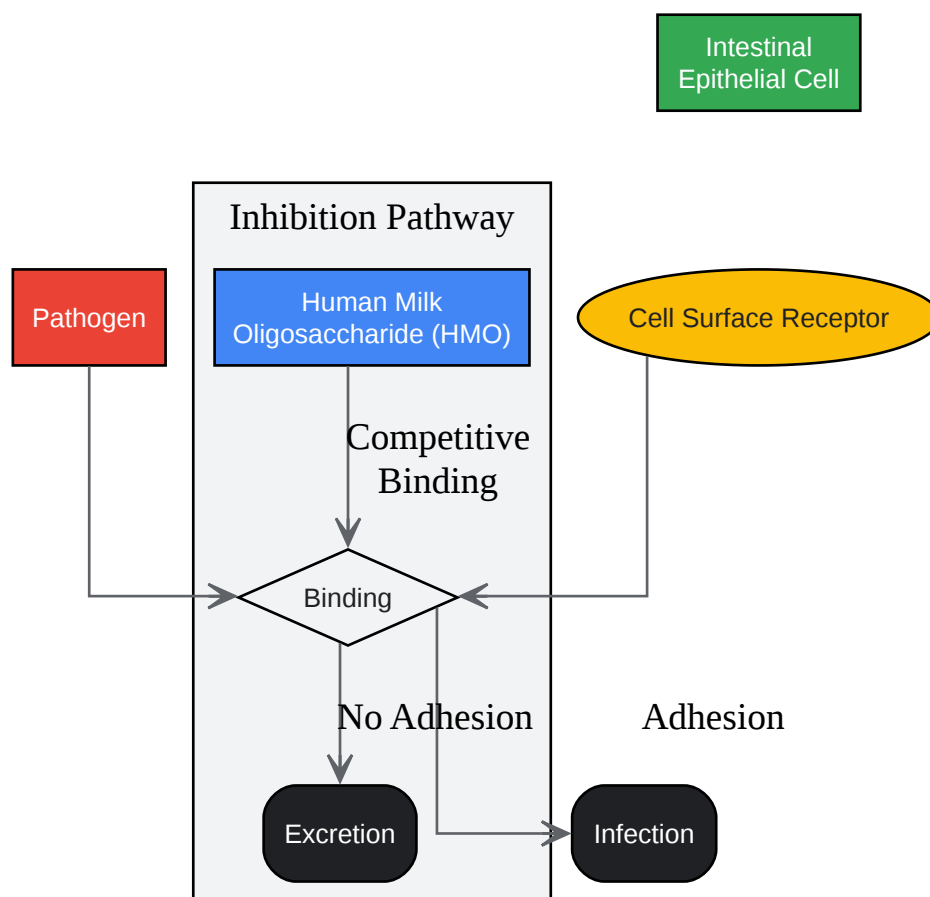 Intestinal
Epithelial Cell
Inhibition Pathway
Pathogen
Human Milk
Oligosaccharide (HMO)
Cell Surface Receptor
Competitive
Binding
Binding
No Adhesion
Adhesion
Excretion
Infection